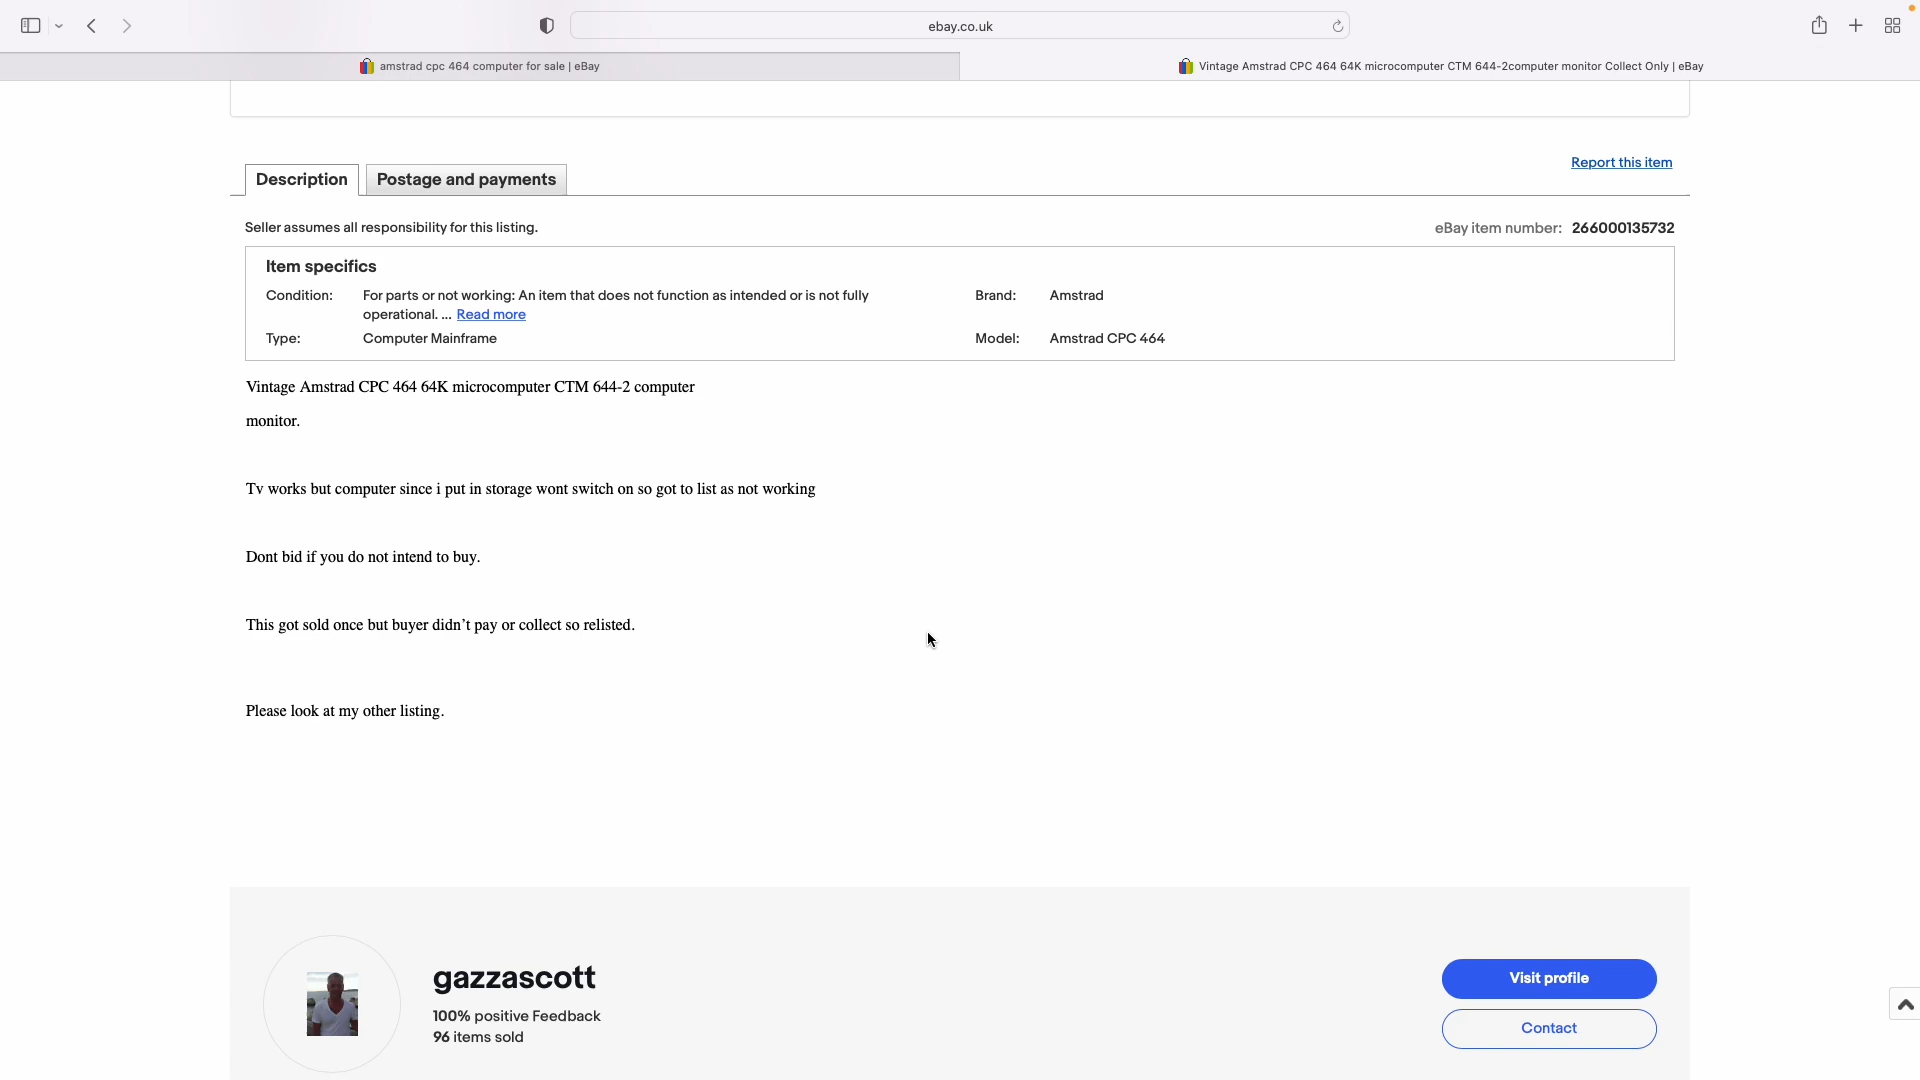 ebay.co.uk
amstrad cpc 464 computer for sale | eBay
Vintage Amstrad CPC 464 64K microcomputer CTM 644-2computer monitor Collect Only | eBay
Report this item
Description
Postage and payments
Seller assumes all responsibility for this listing.
eBay item number: 266000135732
Item specifics
Condition: For parts or not working: An item that does not function as intended or is not fully
operational. ... Read more
Brand: Amstrad
Type: Computer Mainframe
Model: Amstrad CPC 464
Vintage Amstrad CPC 464 64K microcomputer CTM 644-2 computer
monitor.
Tv works but computer since i put in storage wont switch on so got to list as not working
Dont bid if you do not intend to buy.
This got sold once but buyer didn’t pay or collect so relisted.
Please look at my other listing.
gazzascott
100% positive Feedback
96 items sold
Visit profile
Contact